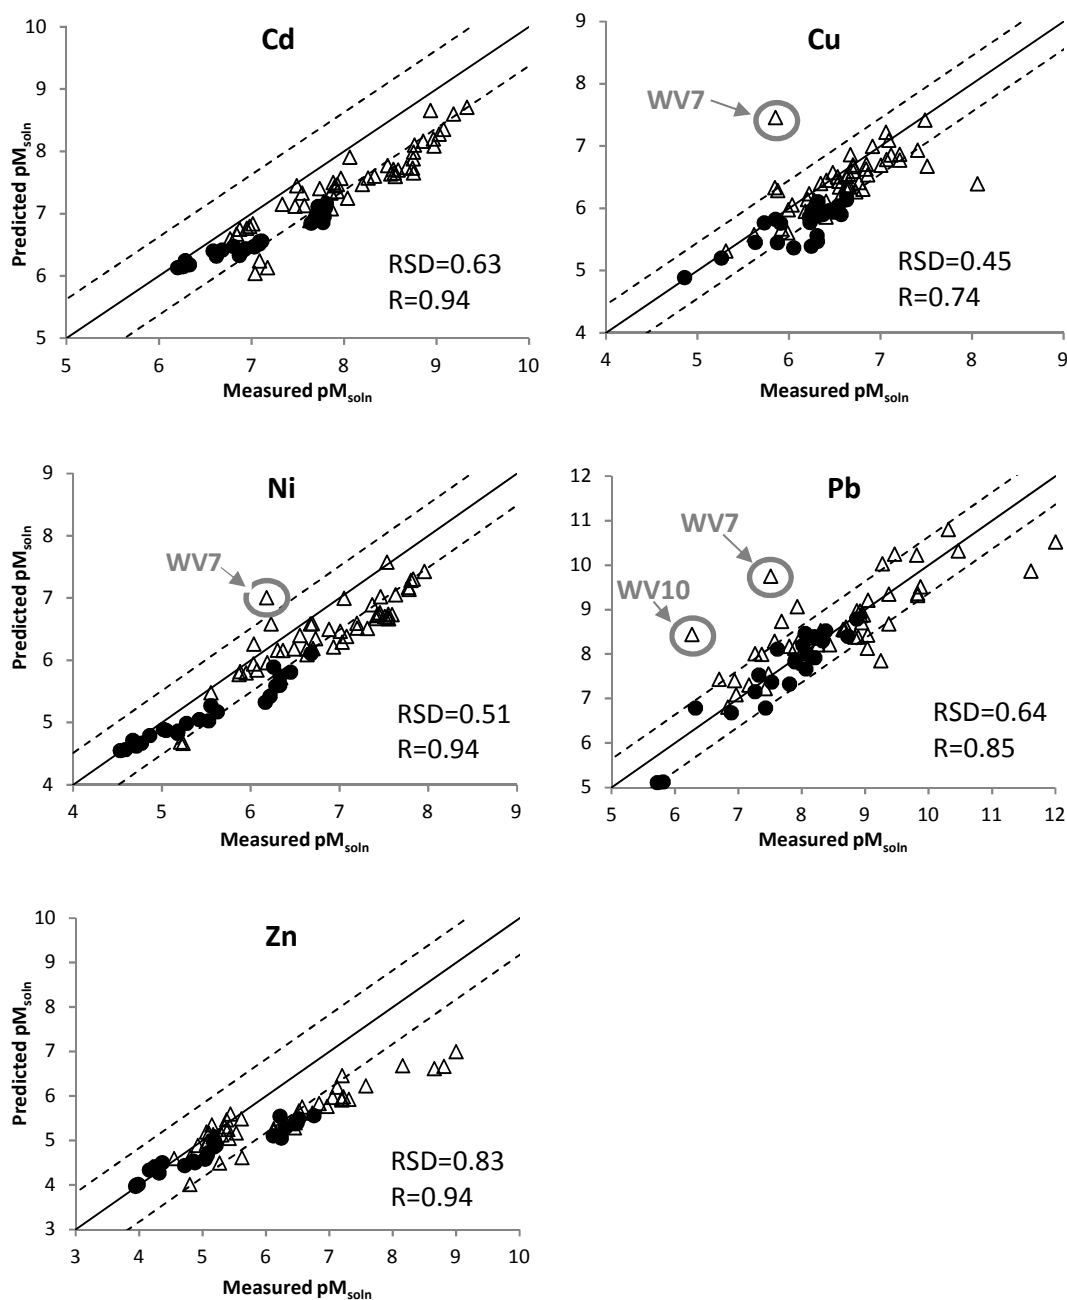 Cd
Predicted pMsoln
10
9
8
7
6
5
5 6 7 8 9 10
Measured pMsoln
RSD=0.63
R=0.94
Cu
9
8
7
6
5
4
4 5 6 7 8 9
Measured pMsoln
WV7
RSD=0.45
R=0.74
Ni
Predicted pMsoln
9
8
7
6
5
4
4 5 6 7 8 9
Measured pMsoln
WV7
RSD=0.51
R=0.94
Pb
12
11
10
9
8
7
6
5
5 6 7 8 9 10 11 12
Measured pMsoln
WV7
WV10
RSD=0.64
R=0.85
Zn
Predicted pMsoln
10
9
8
7
6
5
4
3
3 4 5 6 7 8 9 10
Measured pMsoln
RSD=0.83
R=0.94